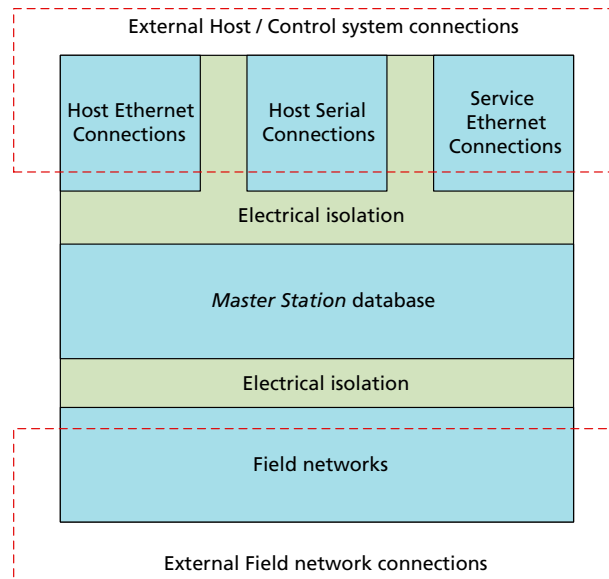 External Host / Control system connections
Host Ethernet
Connections
Host Serial
Connections
Service
Ethernet
Connections
Electrical isolation
Master Station database
Electrical isolation
Field networks
External Field network connections